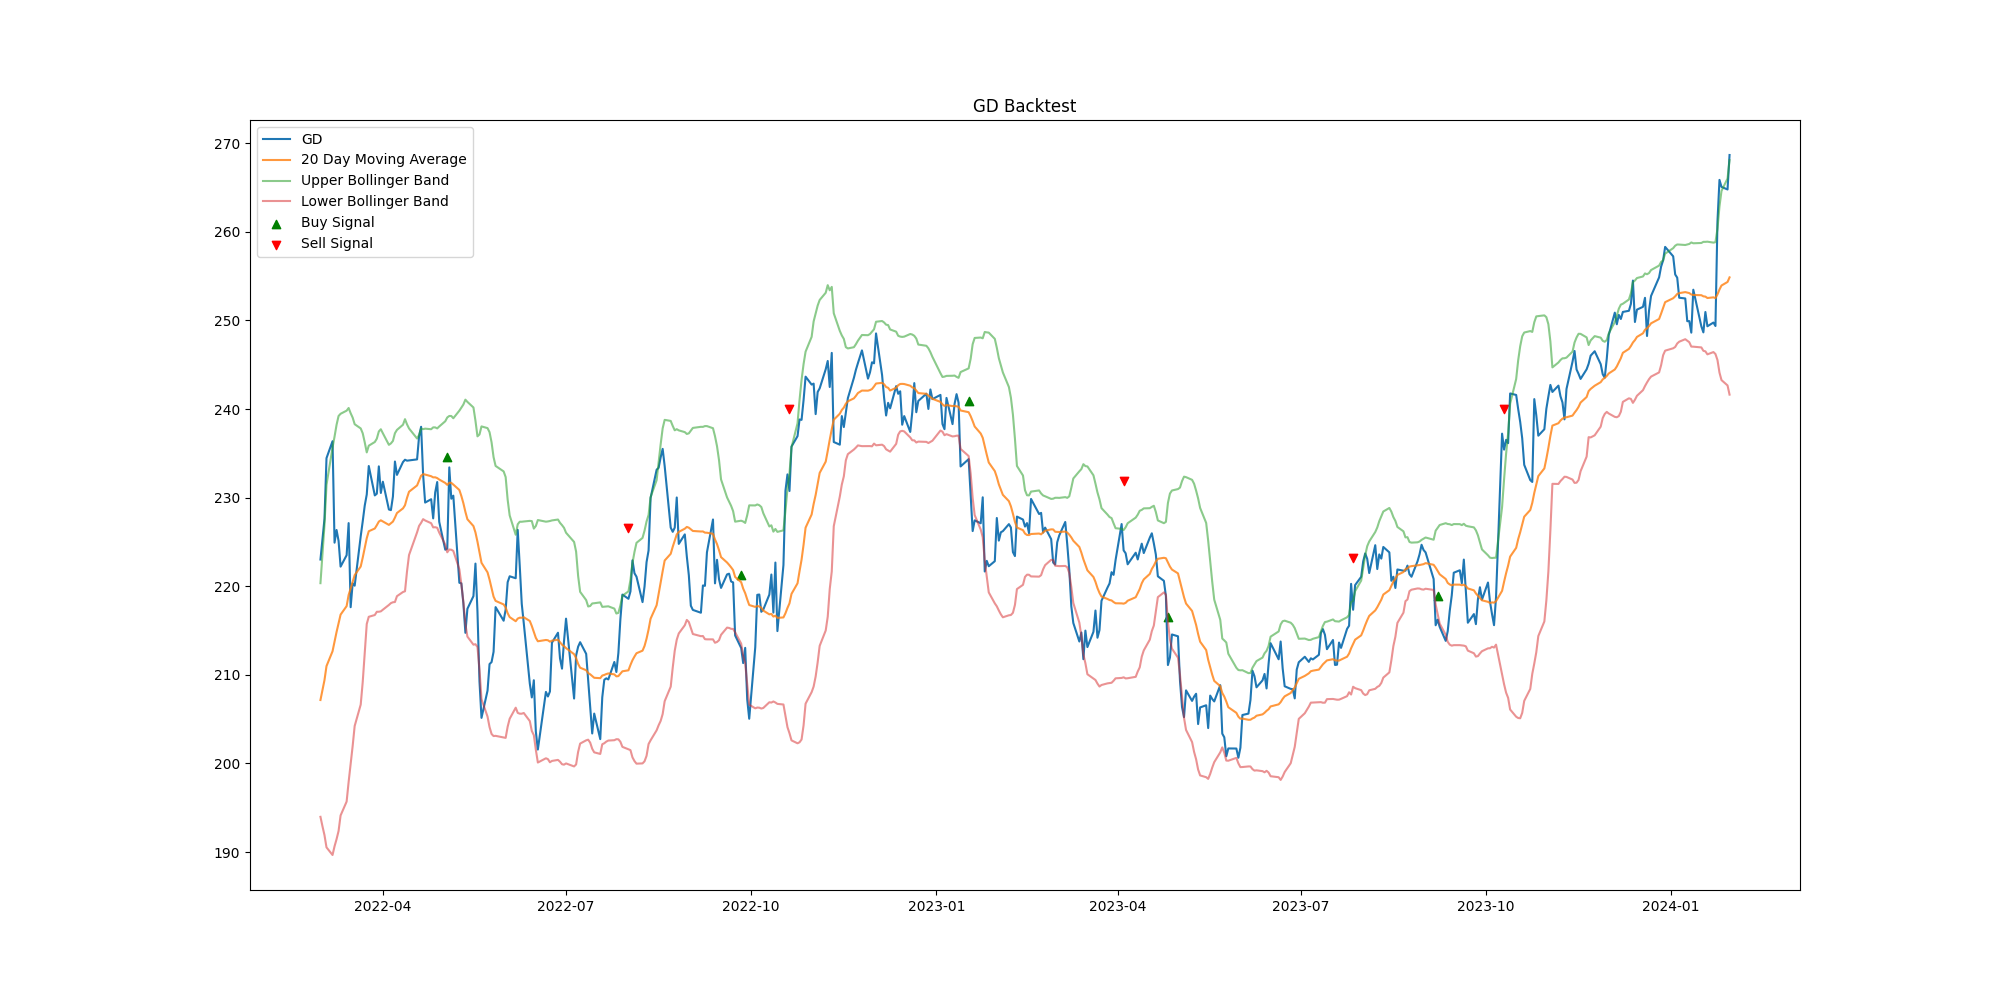 GD Backtest
GD
20 Day Moving Average
Upper Bollinger Band
Lower Bollinger Band
Buy Signal
Sell Signal
270
260
250
240
230
220
210
200
190
2022-04 2022-07 2022-10 2023-01 2023-04 2023-07 2023-10 2024-01